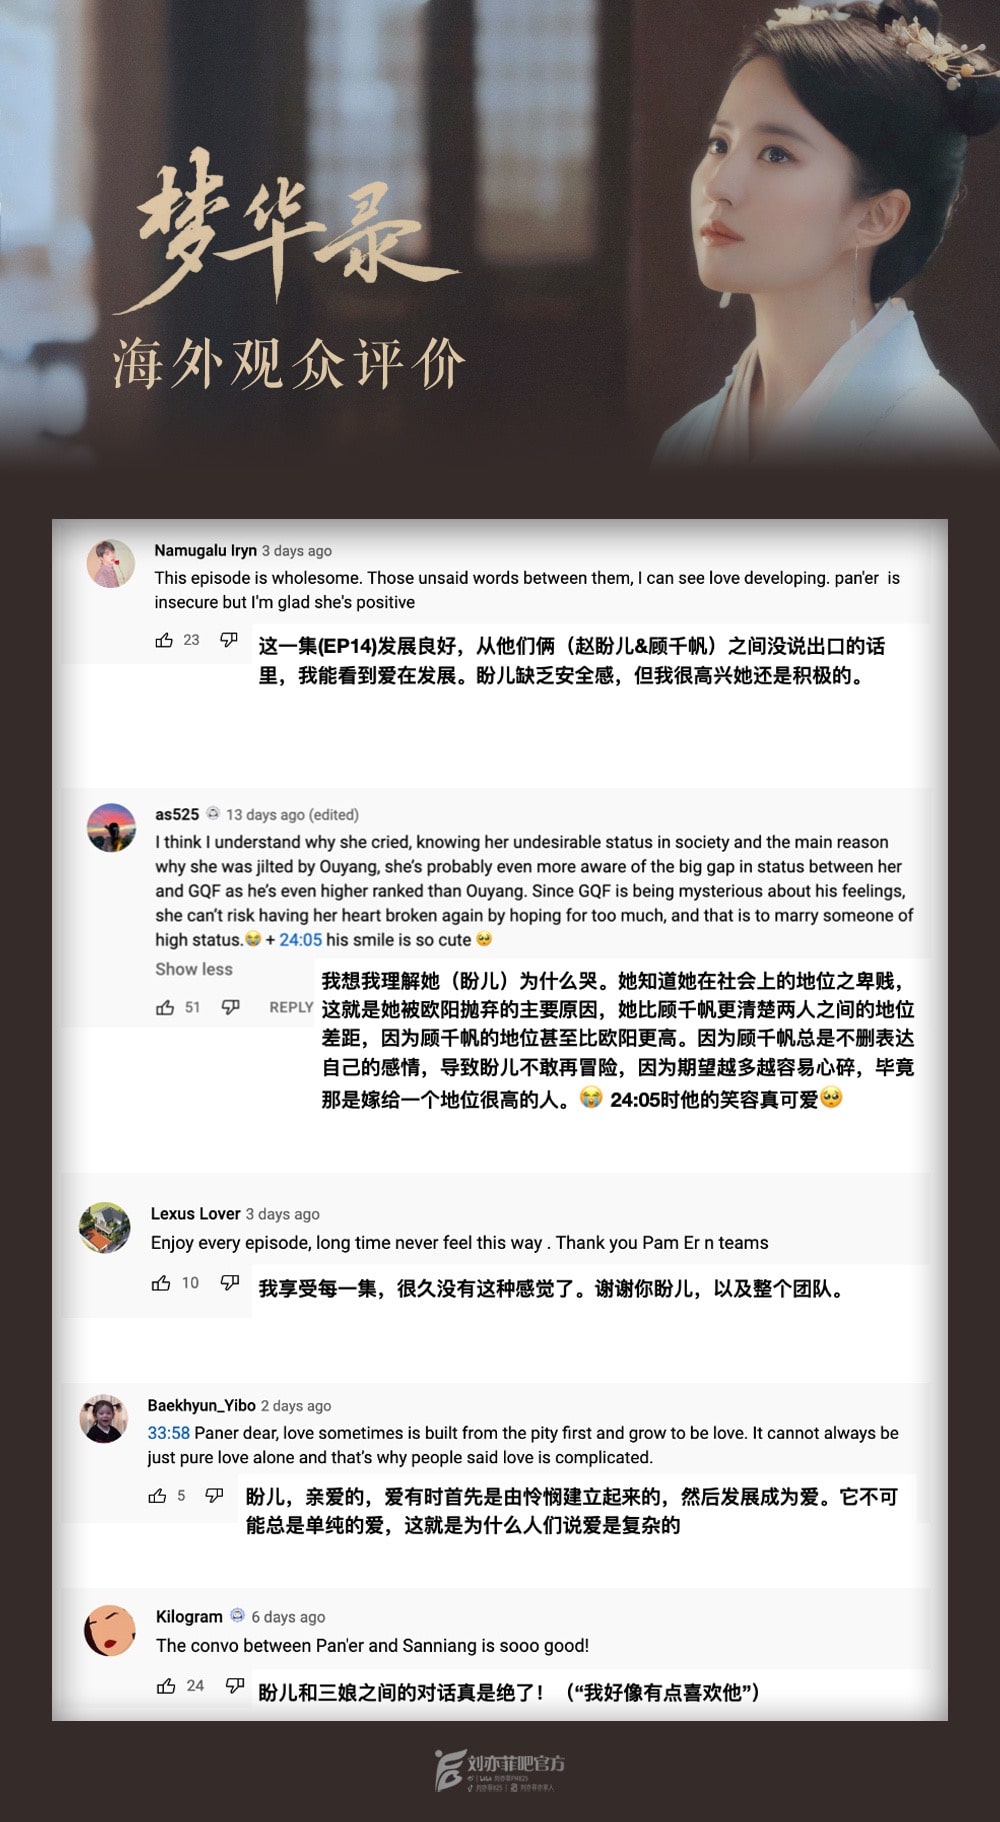 梦华录
海外观众评价
Namugalu Iryn 3 days ago
This episode is wholesome. Those unsaid words between them, I can see love developing. pan'er is
insecure but I'm glad she's positive
23
这一集(EP14)发展良好，从他们俩（赵盼儿&顾千帆）之间没说出口的话
里，我能看到爱在发展。盼儿缺乏安全感，但我很高兴她还是积极的。
as525 13 days ago (edited)
I think I understand why she cried, knowing her undesirable status in society and the main reason
why she was jilted by Ouyang, she’s probably even more aware of the big gap in status between her
and GQF as he’s even higher ranked than Ouyang. Since GQF is being mysterious about his feelings,
she can’t risk having her heart broken again by hoping for too much, and that is to marry someone of
high status.😭 + 24:05 his smile is so cute 🥺
Show less
51 REPLY
我想我理解她（盼儿）为什么哭。她知道她在社会上的地位之卑贱，
这就是她被欧阳抛弃的主要原因，她比顾千帆更清楚两人之间的地位
差距，因为顾千帆的地位甚至比欧阳更高。因为顾千帆总是不删表达
自己的感情，导致盼儿不敢再冒险，因为期望越多越容易心碎，毕竟
那是嫁给一个地位很高的人。😭 24:05时他的笑容真可爱🥺
Lexus Lover 3 days ago
Enjoy every episode, long time never feel this way . Thank you Pam Er n teams
10
我享受每一集，很久没有这种感觉了。谢谢你盼儿，以及整个团队。
Baekhyun_Yibo 2 days ago
33:58 Paner dear, love sometimes is built from the pity first and grow to be love. It cannot always be
just pure love alone and that’s why people said love is complicated.
5
盼儿，亲爱的，爱有时首先是由怜悯建立起来的，然后发展成为爱。它不可
能总是单纯的爱，这就是为什么人们说爱是复杂的
Kilogram 6 days ago
The convo between Pan'er and Sanniang is sooo good!
24
盼儿和三娘之间的对话真是绝了！（“我好像有点喜欢他”）
刘亦菲吧官方